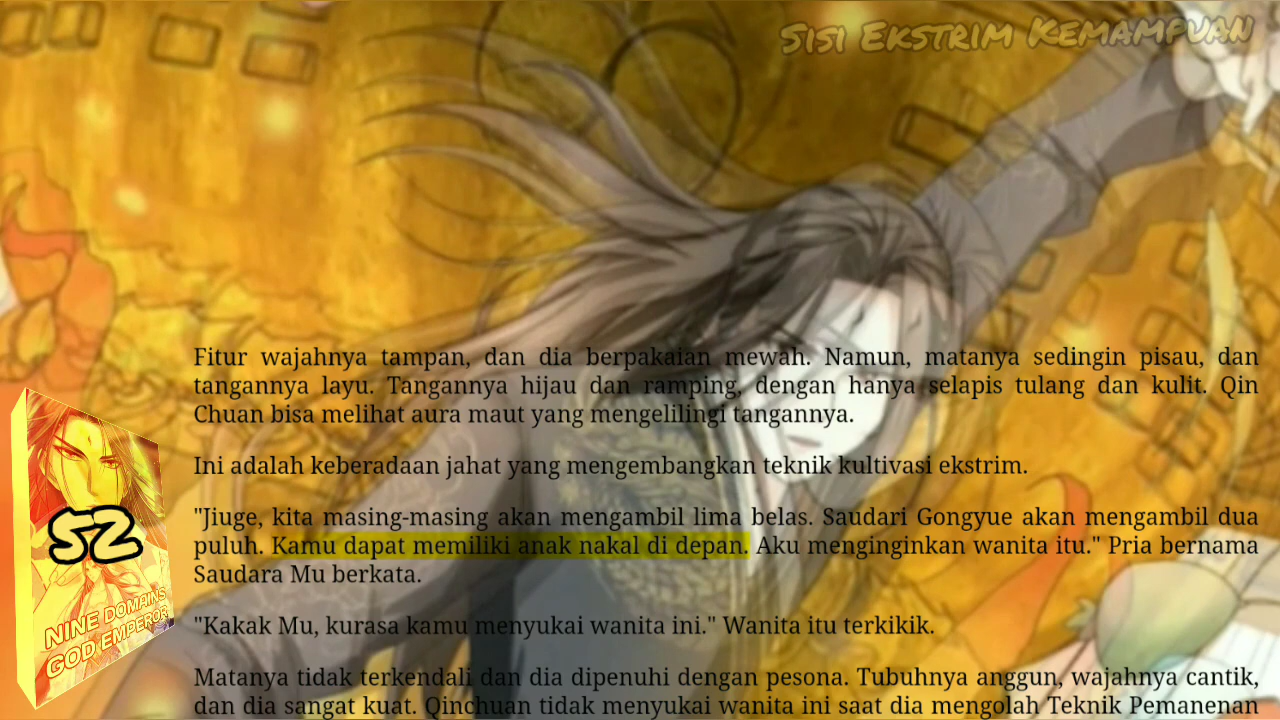 Sisi Ekstrim Kemampuan
Fitur wajahnya tampan, dan dia berpakaian mewah. Namun, matanya sedingin pisau, dan
tangannya layu. Tangannya hijau dan ramping, dengan hanya selapis tulang dan kulit. Qin
Chuan bisa melihat aura maut yang mengelilingi tangannya.
Ini adalah keberadaan jahat yang mengembangkan teknik kultivasi ekstrim.
"Jiuge, kita masing-masing akan mengambil lima belas. Saudari Gongyue akan mengambil dua
puluh. Kamu dapat memiliki anak nakal di depan. Aku menginginkan wanita itu." Pria bernama
Saudara Mu berkata.
"Kakak Mu, kurasa kamu menyukai wanita ini." Wanita itu terkikik.
Matanya tidak terkendali dan dia dipenuhi dengan pesona. Tubuhnya anggun, wajahnya cantik,
dan dia sangat kuat. Qinchuan tidak menyukai wanita ini saat dia mengolah Teknik Pemanenan
52
NINE DOMAINS
GOD EMPEROR